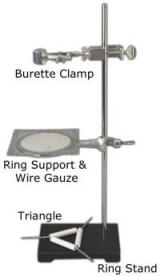 Burette Clamp
Ring Support &
Wire Gauze
Triangle
Ring Stand